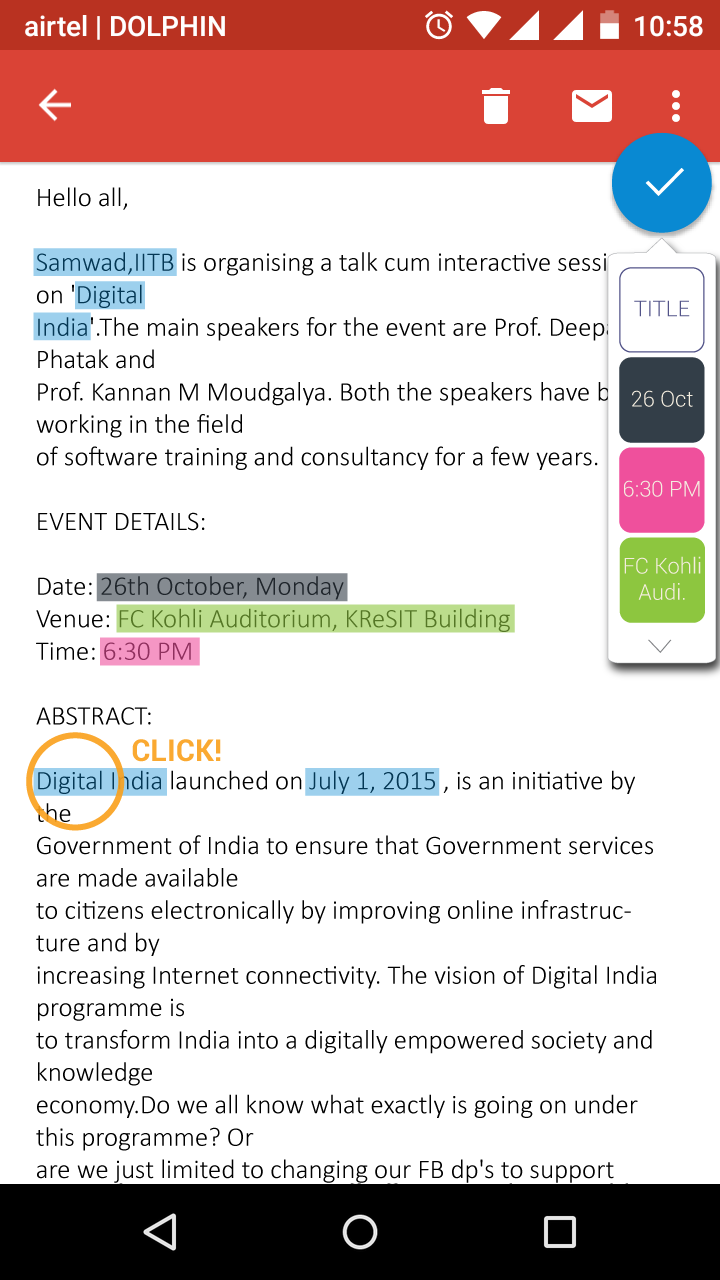 airtel | DOLPHIN 10:58
Hello all,
Samwad,IITB is organising a talk cum interactive sessi
on 'Digital
India'.The main speakers for the event are Prof. Deepa
Phatak and
Prof. Kannan M Moudgalya. Both the speakers have b
working in the field
of software training and consultancy for a few years.
TITLE
26 Oct
6:30 PM
FC Kohli
Audi.
EVENT DETAILS:
Date: 26th October, Monday
Venue: FC Kohli Auditorium, KReSIT Building
Time: 6:30 PM
ABSTRACT:
CLICK!
Digital India launched on July 1, 2015 , is an initiative by
the
Government of India to ensure that Government services
are made available
to citizens electronically by improving online infrastruc-
ture and by
increasing Internet connectivity. The vision of Digital India
programme is
to transform India into a digitally empowered society and
knowledge
economy.Do we all know what exactly is going on under
this programme? Or
are we just limited to changing our FB dp's to support